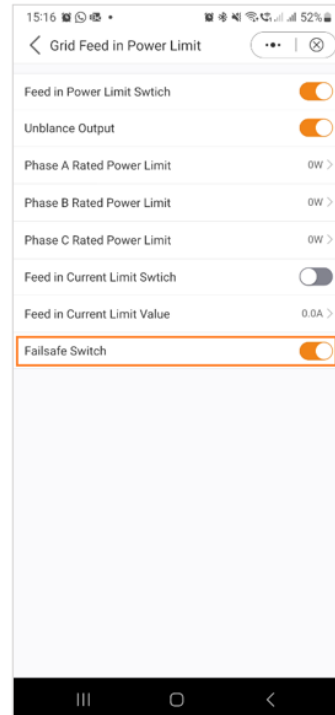 15:16 52%
Grid Feed in Power Limit
Feed in Power Limit Swtich
Unblance Output
Phase A Rated Power Limit 0W
Phase B Rated Power Limit 0W
Phase C Rated Power Limit 0W
Feed in Current Limit Swtich
Feed in Current Limit Value 0.0A
Failsafe Switch